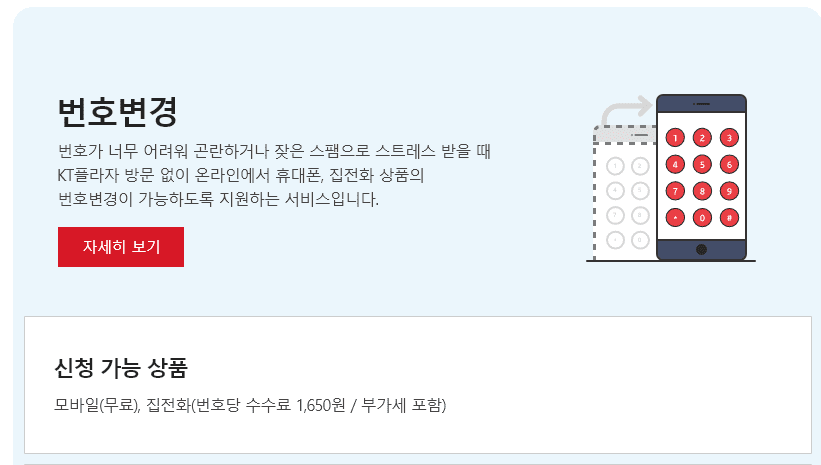 번호변경
번호가 너무 어려워 곤란하거나 잦은 스팸으로 스트레스 받을 때
KT플라자 방문 없이 온라인에서 휴대폰, 집전화 상품의
번호변경이 가능하도록 지원하는 서비스입니다.
자세히 보기
1 2 3
4 5 6
7 8 9
* 0 #
신청 가능 상품
모바일(무료), 집전화(번호당 수수료 1,650원 / 부가세 포함)